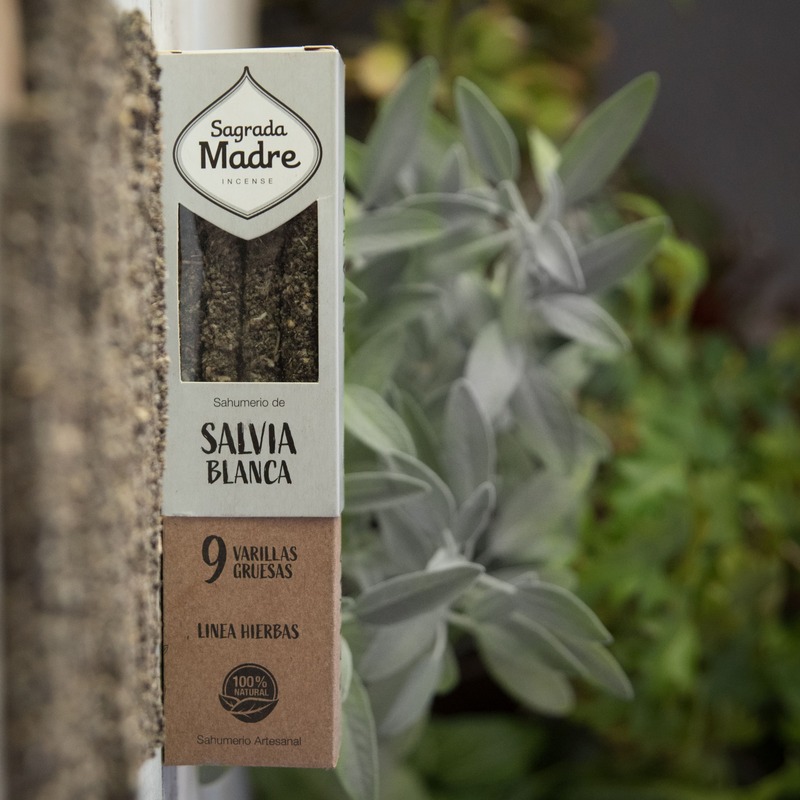 Sagrada
Madre
INCENSE
Sahumerio de
SALVIA
BLANCA
9 VARILLAS
GRUESAS
LINEA HIERBAS
100%
NATURAL
Sahumerio Artesanal